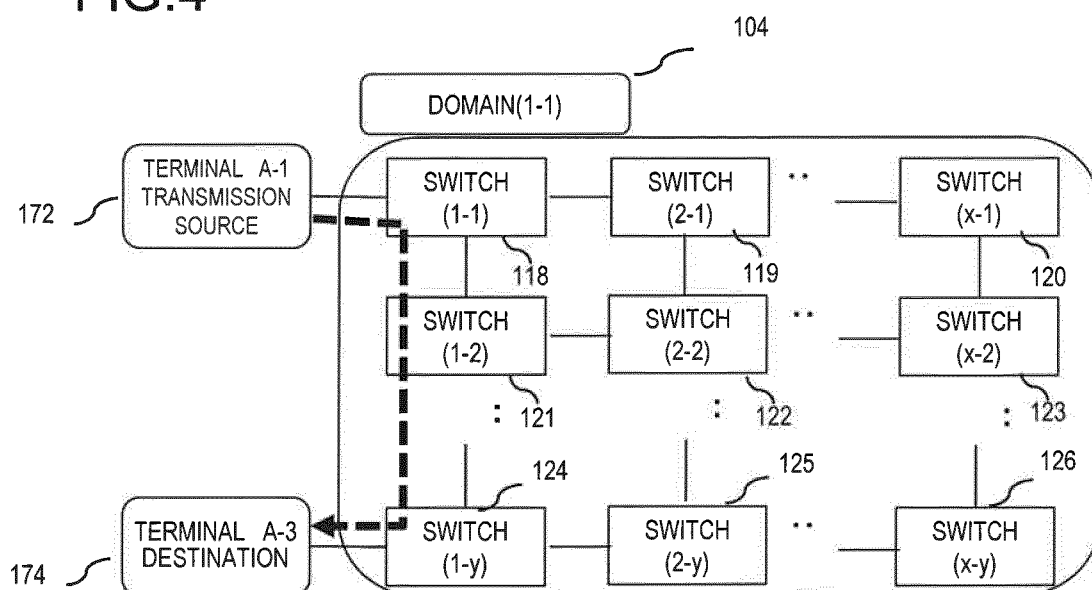 FIG.4
104
DOMAIN(1-1)
TERMINAL A-1
TRANSMISSION
SOURCE
172
SWITCH
(1-1)
118
SWITCH
(2-1)
119
..
SWITCH
(x-1)
120
SWITCH
(1-2)
121
SWITCH
(2-2)
122
..
SWITCH
(x-2)
123
:
:
:
124
125
126
TERMINAL A-3
DESTINATION
174
SWITCH
(1-y)
SWITCH
(2-y)
..
SWITCH
(x-y)